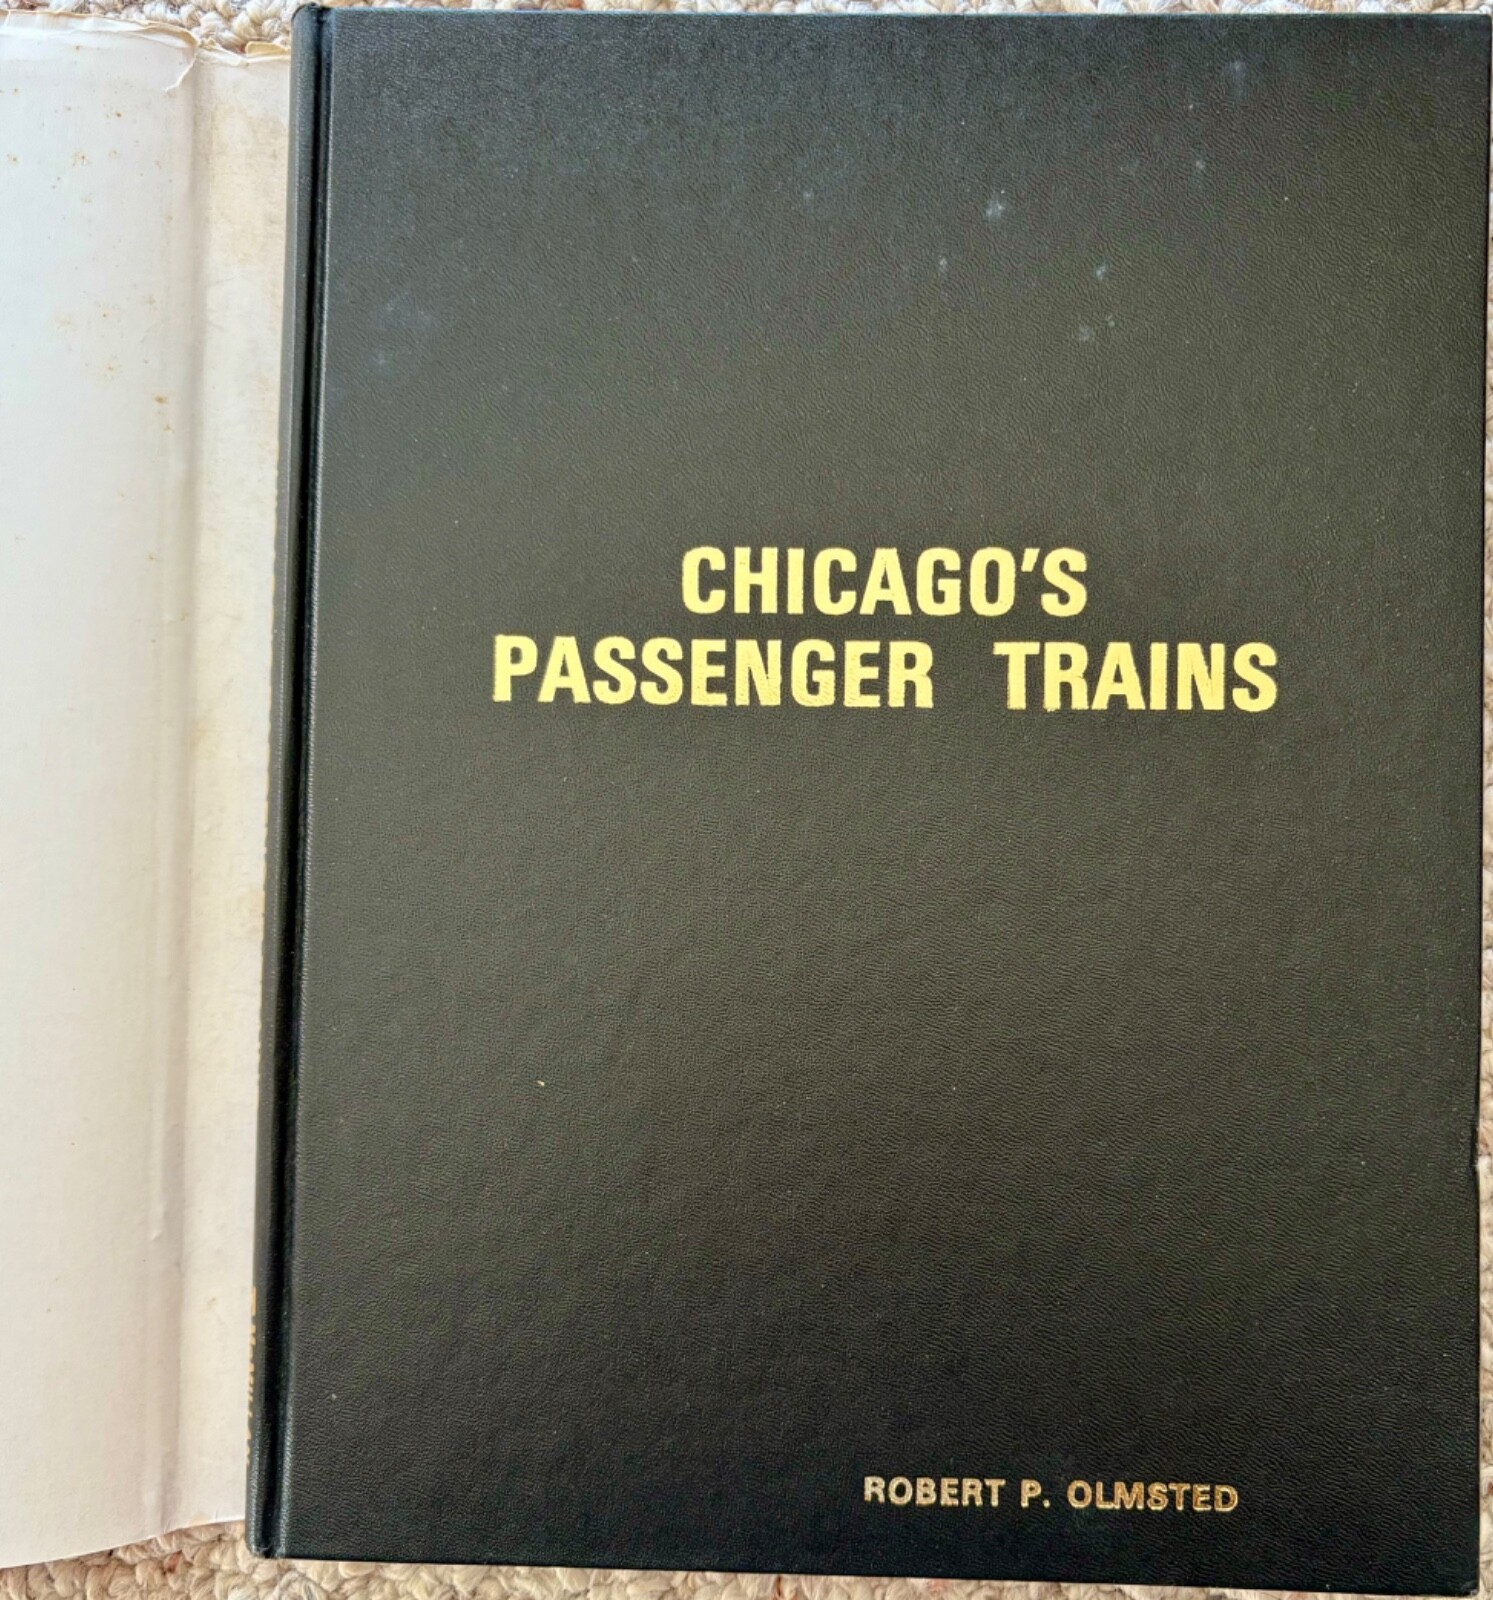 CHICAGO'S
PASSENGER TRAINS
ROBERT P. OLMSTED